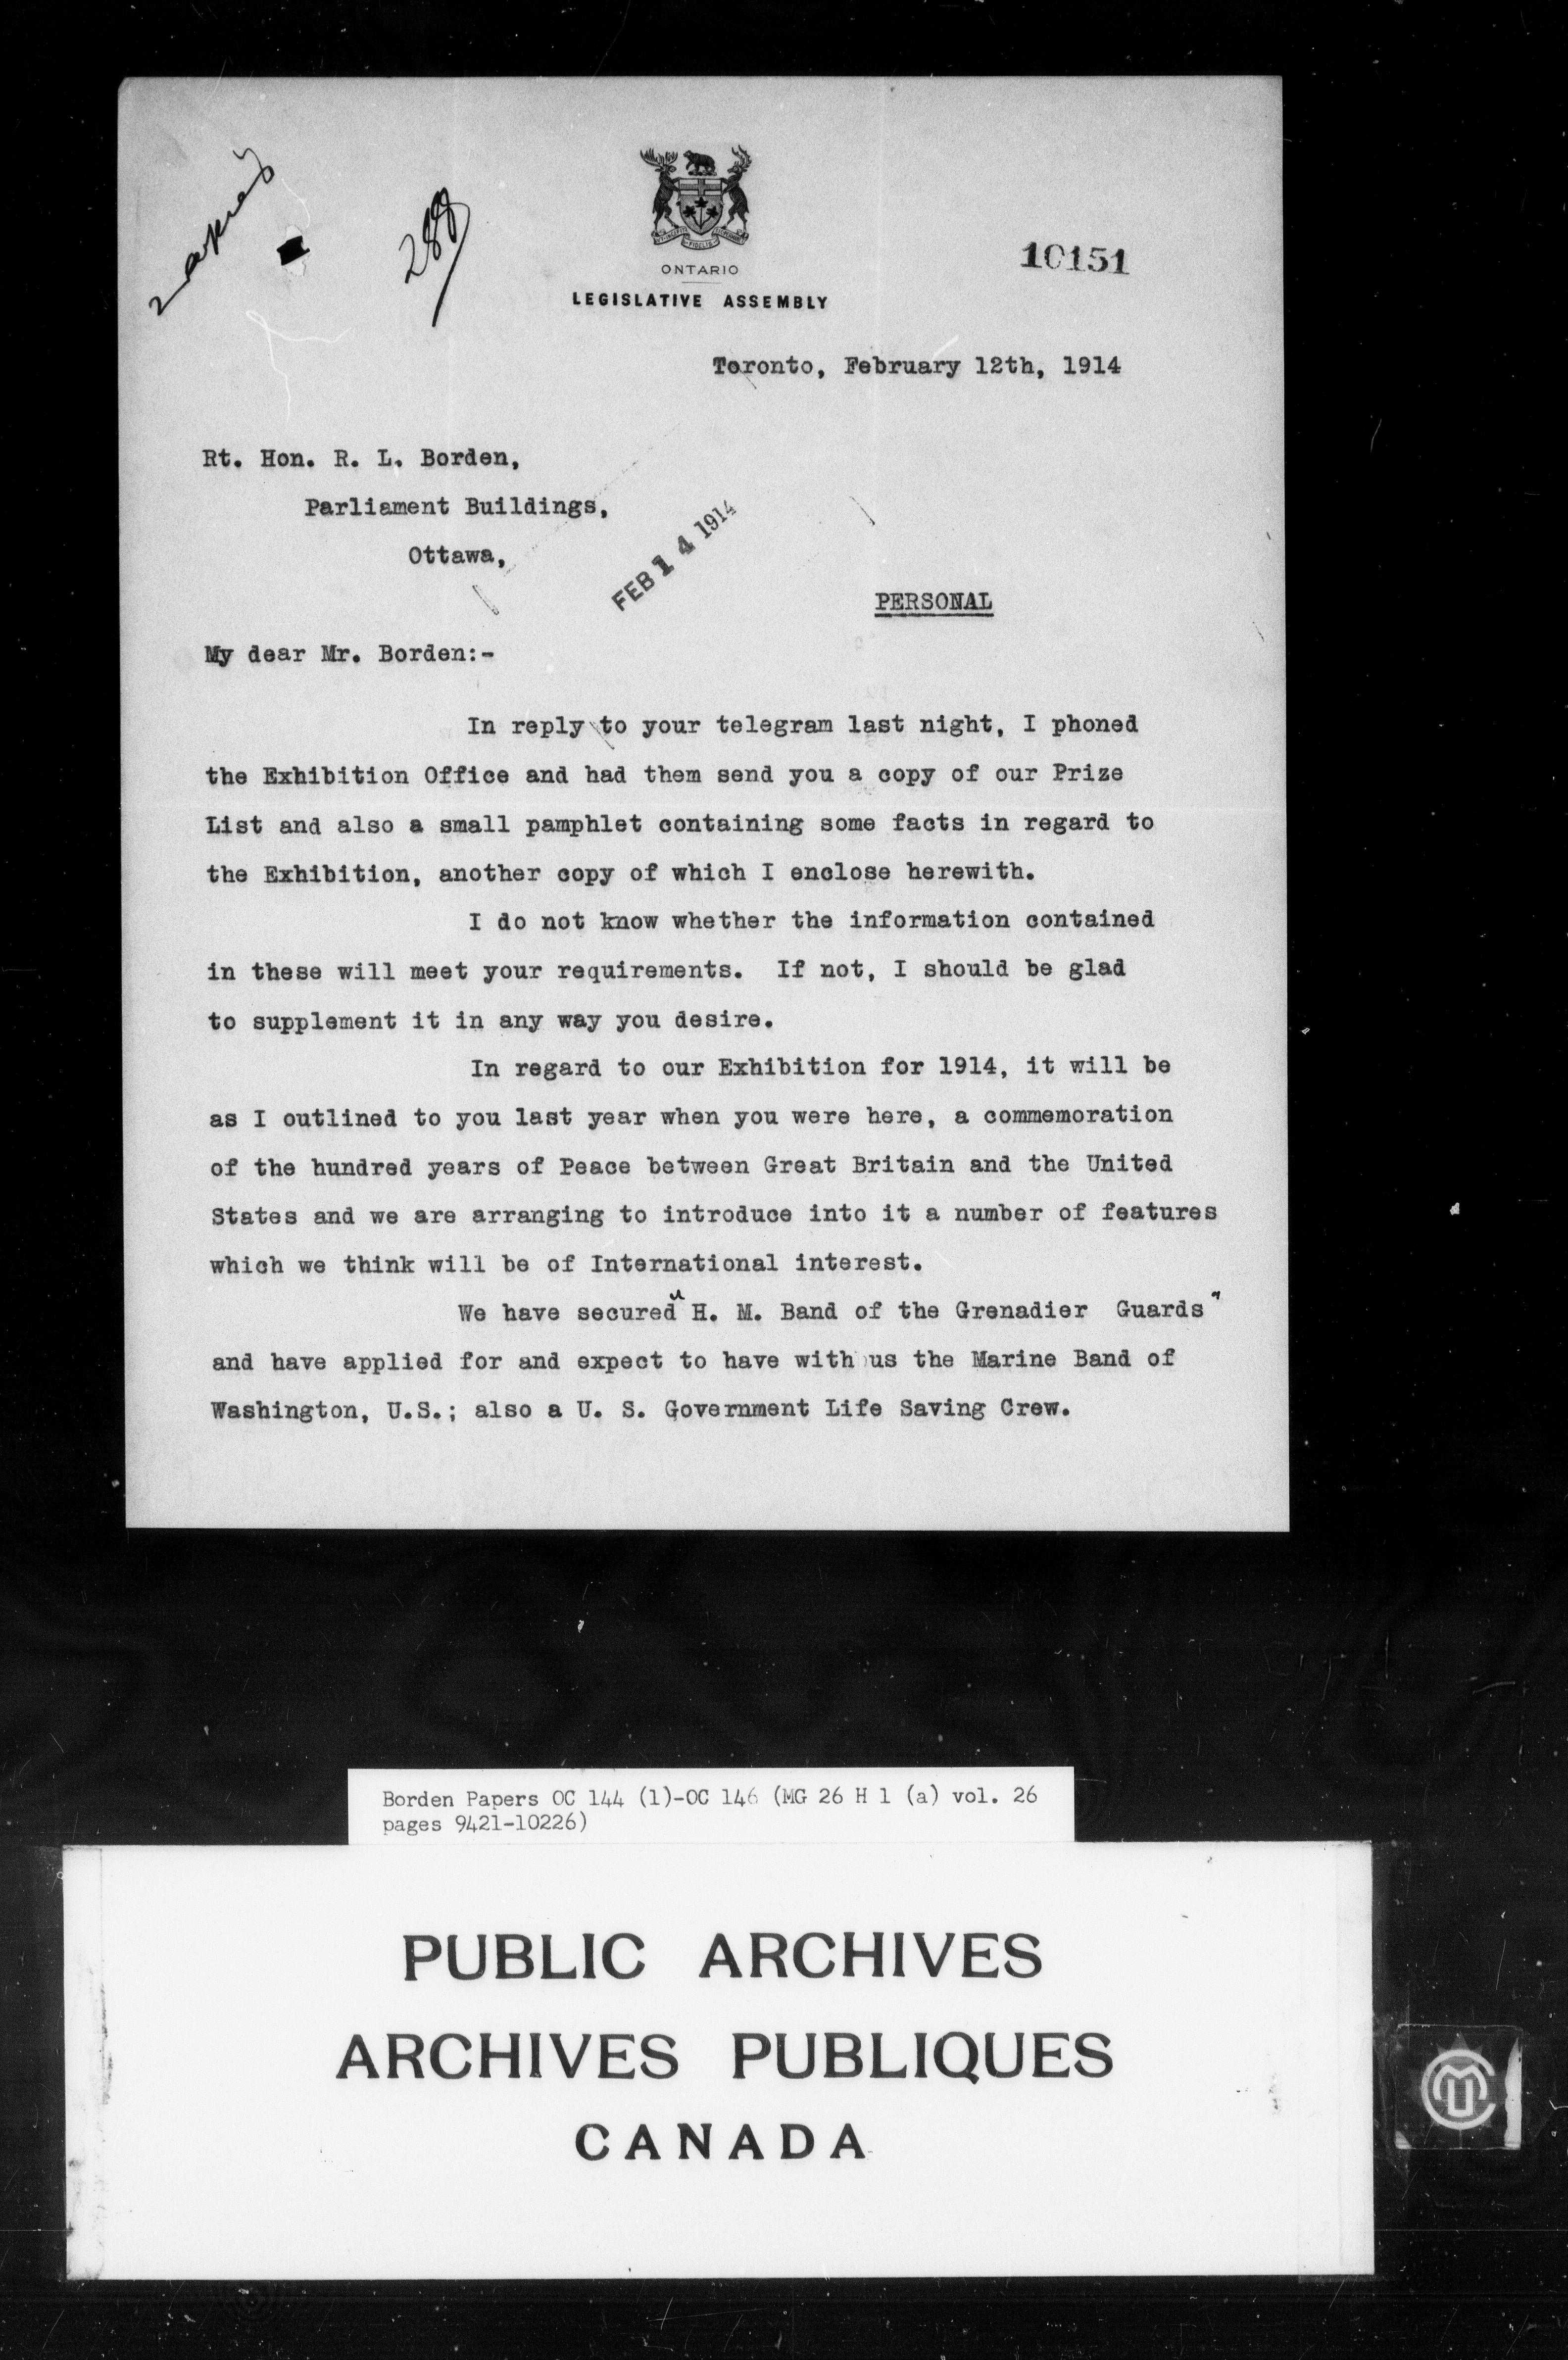 2 copies
288
ONTARIO
LEGISLATIVE ASSEMBLY
10151
Toronto, February 12th, 1914
Rt. Hon. R. L. Borden,
Parliament Buildings,
Ottawa,
FEB 14 1914
PERSONAL
My dear Mr. Borden:-
In reply to your telegram last night, I phoned
the Exhibition Office and had them send you a copy of our Prize
List and also a small pamphlet containing some facts in regard to
the Exhibition, another copy of which I enclose herewith.
I do not know whether the information contained
in these will meet your requirements. If not, I should be glad
to supplement it in any way you desire.
In regard to our Exhibition for 1914, it will be
as I outlined to you last year when you were here, a commemoration
of the hundred years of Peace between Great Britain and the United
States and we are arranging to introduce into it a number of features
which we think will be of International interest.
We have secured " H. M. Band of the Grenadier Guards "
and have applied for and expect to have with us the Marine Band of
Washington, U.S.; also a U. S. Government Life Saving Crew.
Borden Papers OC 144 (1)-OC 146 (MG 26 H 1 (a) vol. 26
pages 9421-10226)
PUBLIC ARCHIVES
ARCHIVES PUBLIQUES
CANADA